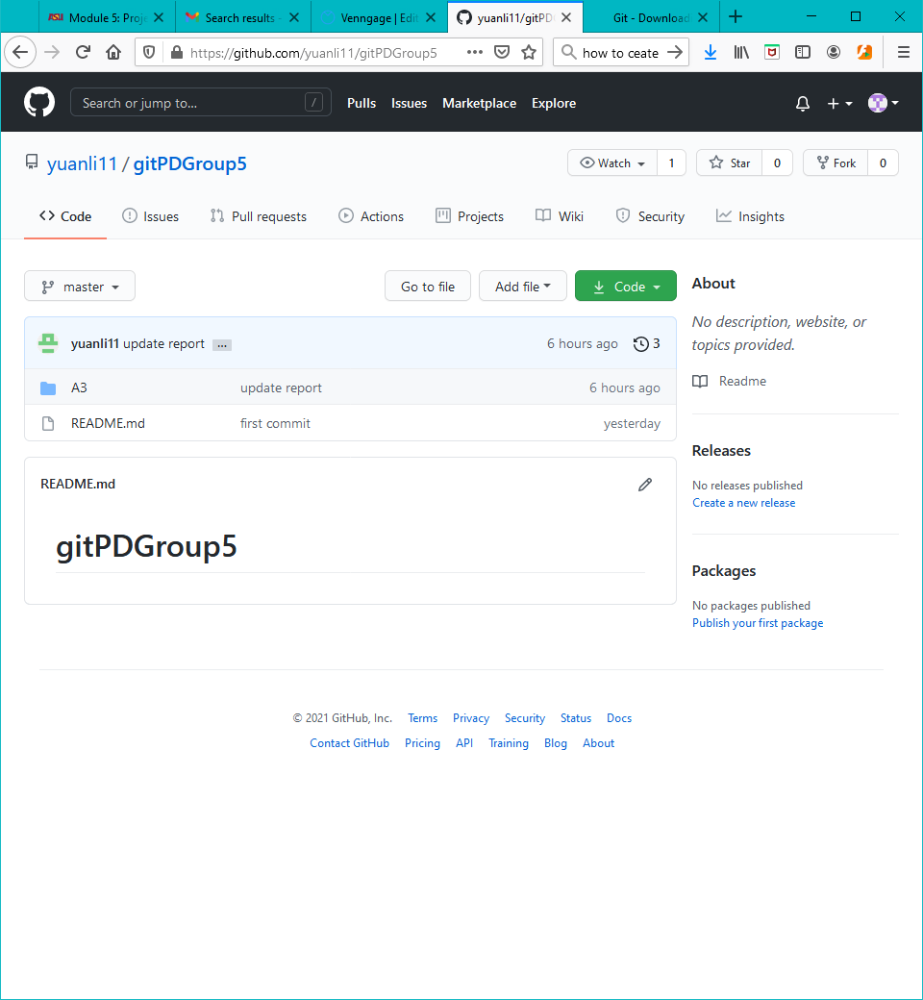 ASU Module 5: Proje
Search results -
Venngage | Edit
yuanli11/gitPD
Git - Download
https://github.com/yuanli11/gitPDGroup5
how to ceate
Search or jump to...
/
Pulls Issues Marketplace Explore
yuanli11 / gitPDGroup5
Watch 1 Star 0 Fork 0
Code Issues Pull requests Actions Projects Wiki Security Insights
master Go to file Add file Code
yuanli11 update report ... 6 hours ago 3
A3 update report 6 hours ago
README.md first commit yesterday
README.md
gitPDGroup5
About
No description, website, or
topics provided.
Readme
Releases
No releases published
Create a new release
Packages
No packages published
Publish your first package
© 2021 GitHub, Inc. Terms Privacy Security Status Docs
Contact GitHub Pricing API Training Blog About